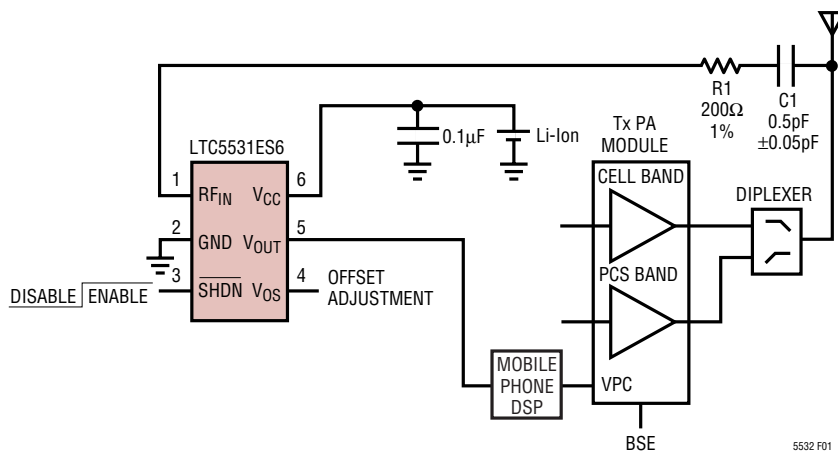 R1
200Ω
1%
C1
0.5pF
±0.05pF
0.1µF
Li-Ion
Tx PA
MODULE
LTC5531ES6
1
RFIN
VCC
6
2
GND
VOUT
5
3
SHDN
VOS
4
DISABLE ENABLE
OFFSET
ADJUSTMENT
CELL BAND
PCS BAND
DIPLEXER
MOBILE
PHONE
DSP
VPC
BSE
5532 F01